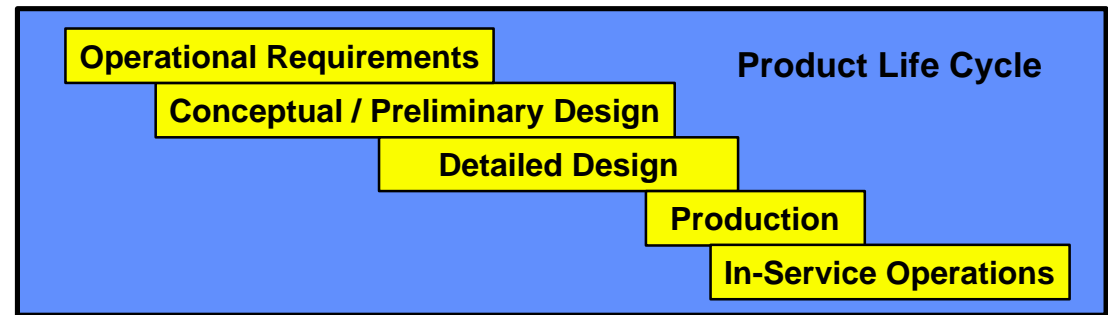 Operational Requirements
Product Life Cycle
Conceptual / Preliminary Design
Detailed Design
Production
In-Service Operations